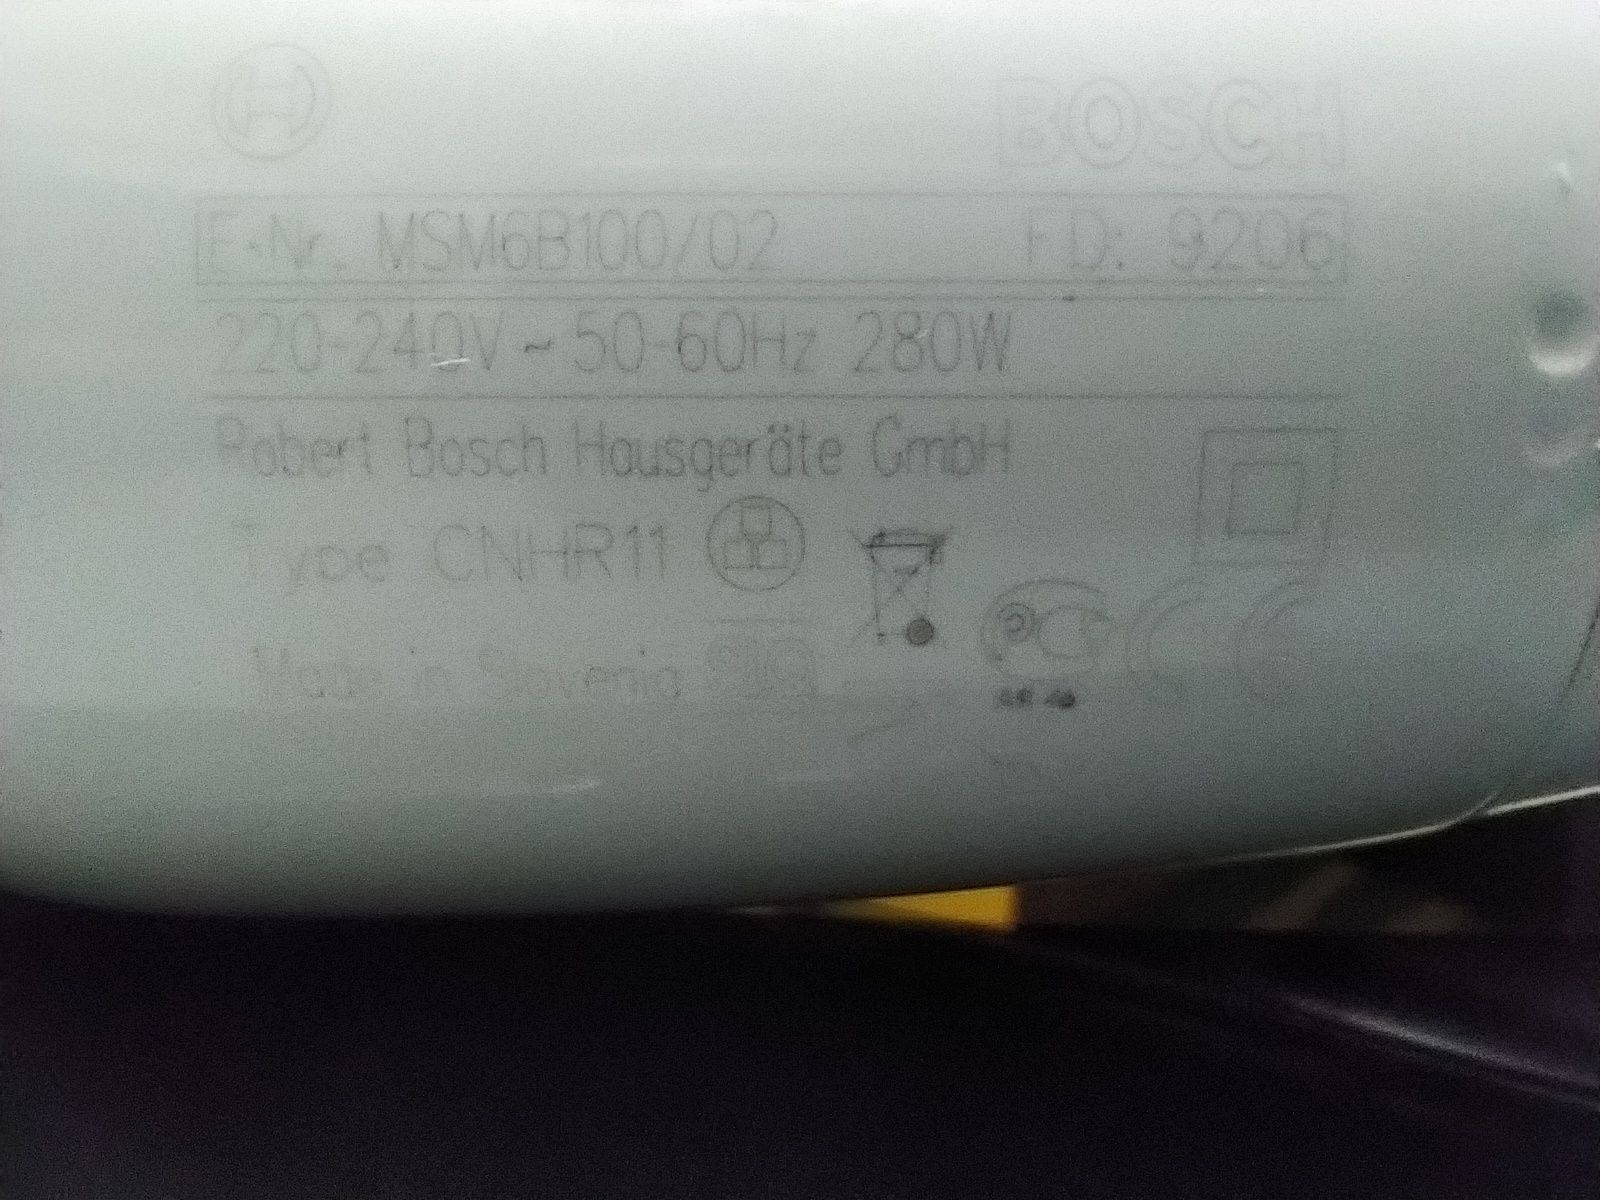 BOSCH
E-Nr. MSM6B100/02 FD: 9206
220-240V ~ 50-60Hz 280W
Robert Bosch Hausgeräte GmbH
Type CNHR11
Made in Slovenia SIQ